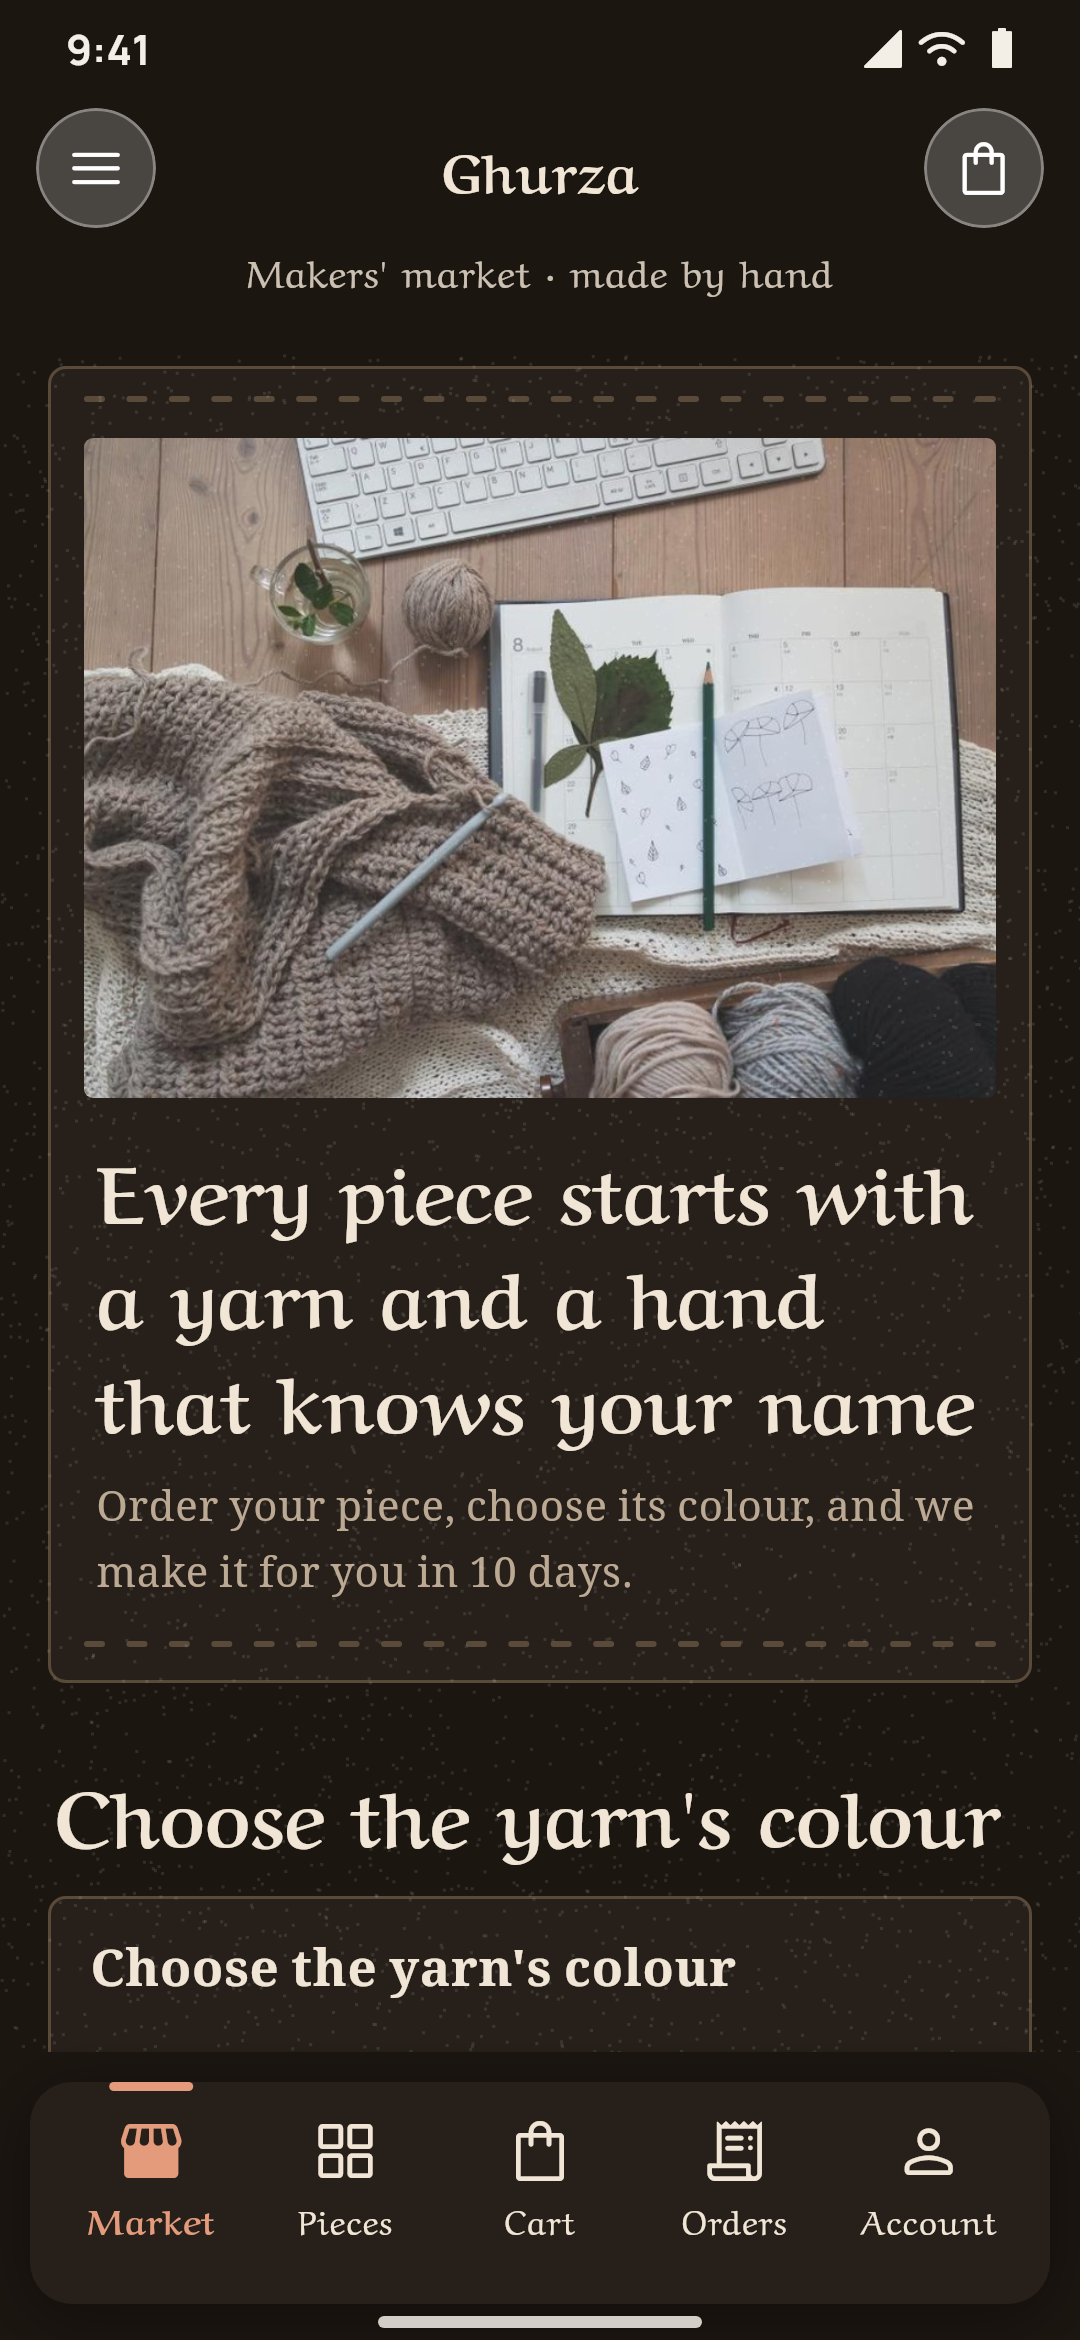 9:41
Ghurza
Makers' market · made by hand
Every piece starts with
a yarn and a hand
that knows your name
Order your piece, choose its colour, and we
make it for you in 10 days.
Choose the yarn's colour
Choose the yarn's colour
Market
Pieces
Cart
Orders
Account